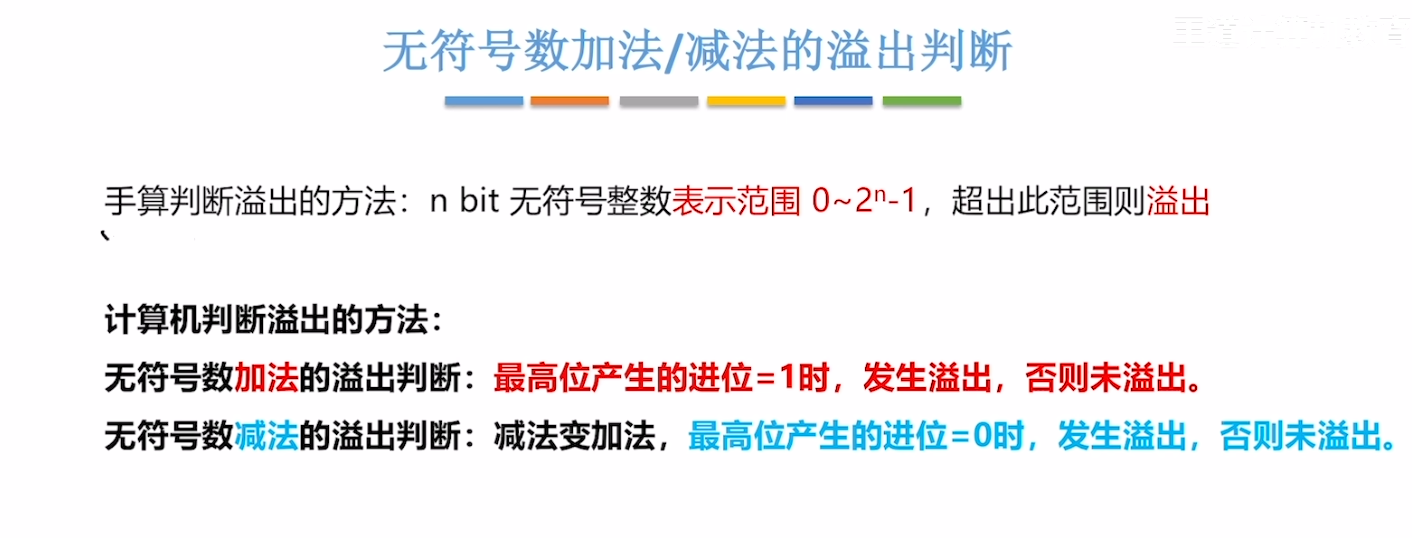 无符号数加法/减法的溢出判断
手算判断溢出的方法：n bit 无符号整数表示范围 0~2ⁿ-1，超出此范围则溢出
计算机判断溢出的方法：
无符号数加法的溢出判断：最高位产生的进位=1时，发生溢出，否则未溢出。
无符号数减法的溢出判断：减法变加法，最高位产生的进位=0时，发生溢出，否则未溢出。